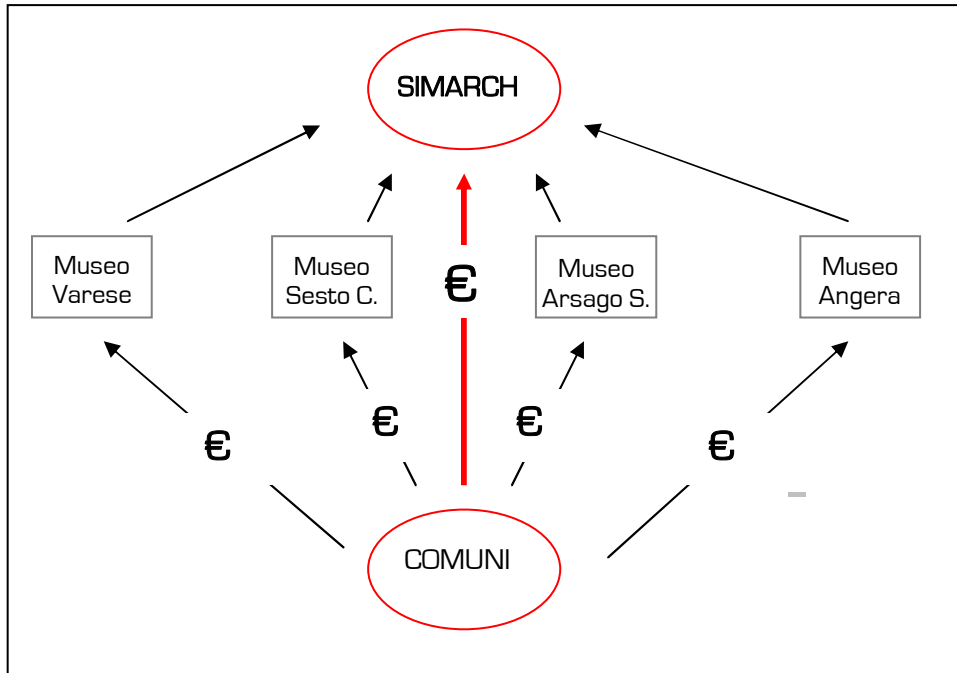 SIMARCH
Museo
Varese
Museo
Sesto C.
€
Museo
Arsago S.
Museo
Angera
€
€
€
€
COMUNI